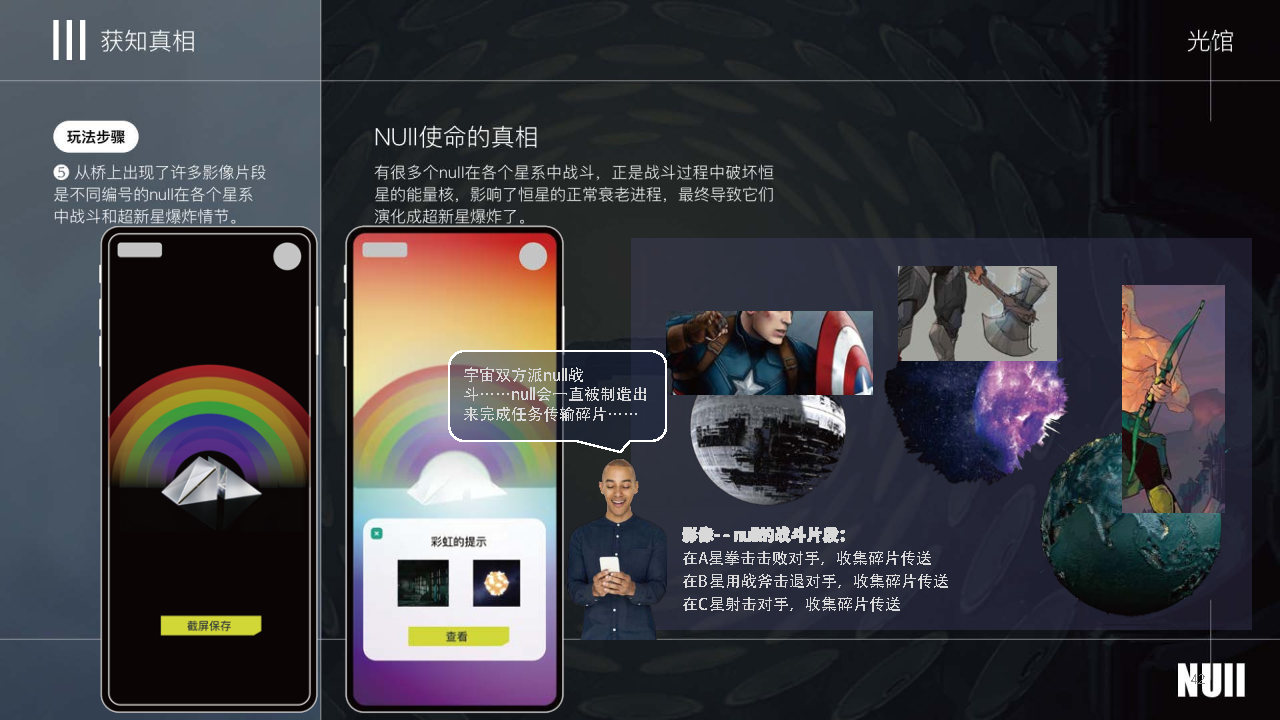 获知真相
光馆
玩法步骤
❺ 从桥上出现了许多影像片段
是不同编号的null在各个星系
中战斗和超新星爆炸情节。
NUll使命的真相
有很多个null在各个星系中战斗，正是战斗过程中破坏恒
星的能量核，影响了恒星的正常衰老进程，最终导致它们
演化成超新星爆炸了。
截屏保存
宇宙双方派null战
斗……null会一直被制造出
来完成任务传输碎片……
彩虹的提示
查看
影像--null的战斗片段：
在A星拳击击败对手，收集碎片传送
在B星用战斧击退对手，收集碎片传送
在C星射击对手，收集碎片传送
NUll
42